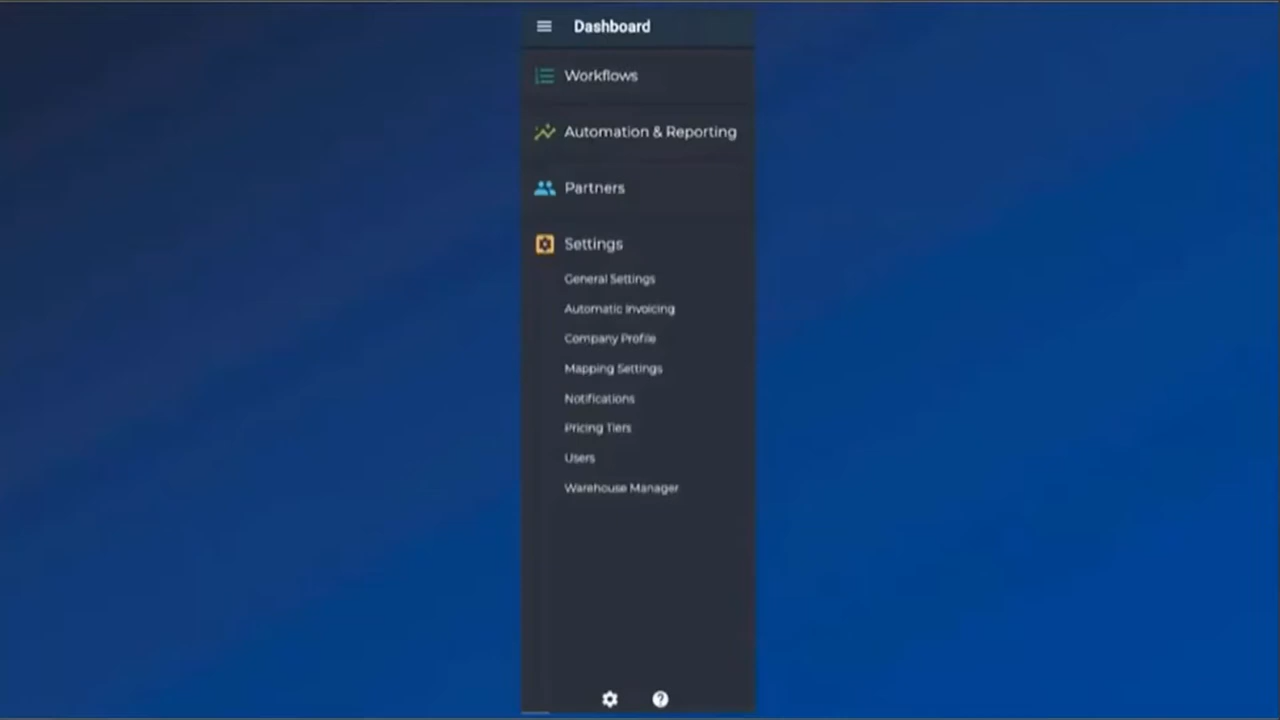 Dashboard
Workflows
Automation & Reporting
Partners
Settings
General Settings
Automatic Invoicing
Company Profile
Mapping Settings
Notifications
Pricing Tiers
Users
Warehouse Manager